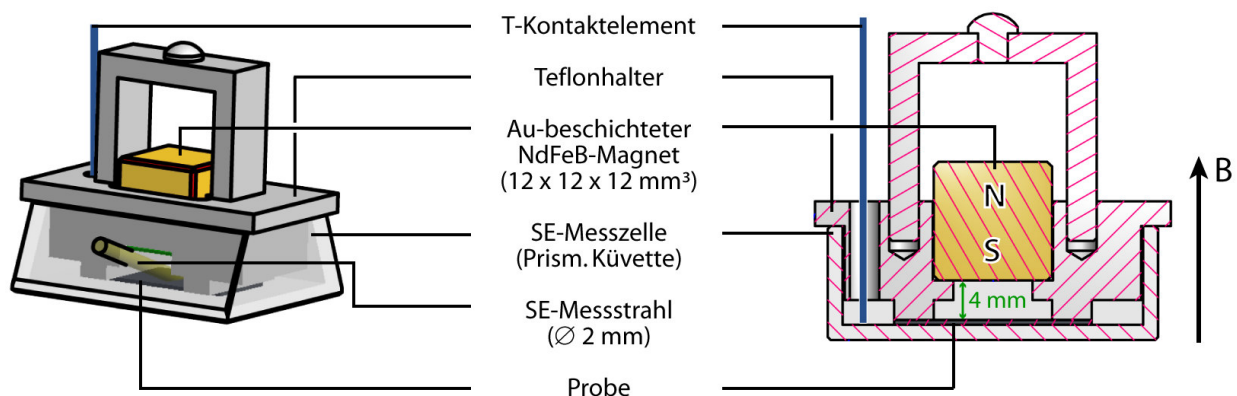 T-Kontaktelement
Teflonhalter
Au-beschichteter
NdFeB-Magnet
(12 x 12 x 12 mm³)
SE-Messzelle
(Prism. Küvette)
SE-Messstrahl
(∅ 2 mm)
Probe
N
S
4 mm
B